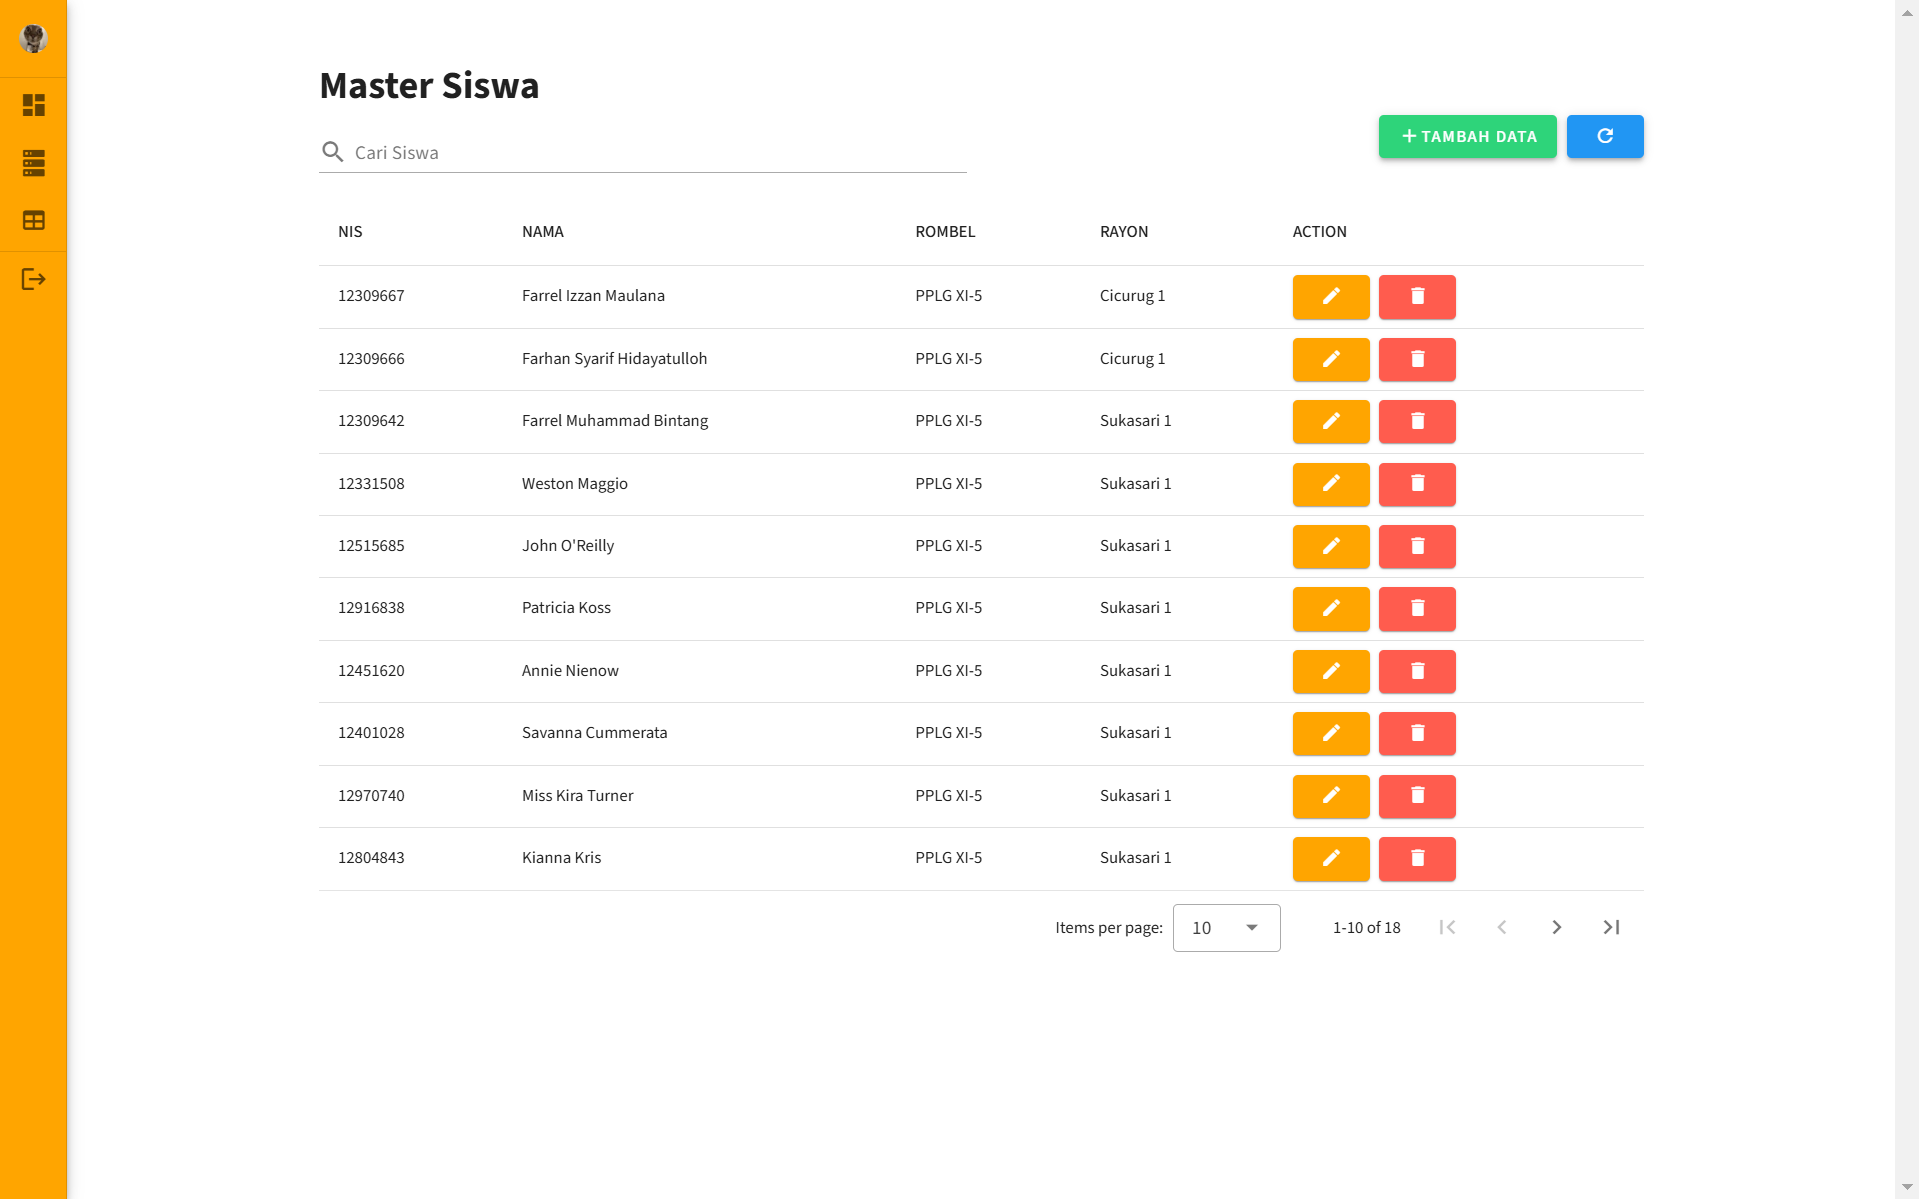 Master Siswa
Cari Siswa
TAMBAH DATA
NIS NAMA ROMBEL RAYON ACTION
12309667 Farrel Izzan Maulana PPLG XI-5 Cicurug 1
12309666 Farhan Syarif Hidayatulloh PPLG XI-5 Cicurug 1
12309642 Farrel Muhammad Bintang PPLG XI-5 Sukasari 1
12331508 Weston Maggio PPLG XI-5 Sukasari 1
12515685 John O'Reilly PPLG XI-5 Sukasari 1
12916838 Patricia Koss PPLG XI-5 Sukasari 1
12451620 Annie Nienow PPLG XI-5 Sukasari 1
12401028 Savanna Cummerata PPLG XI-5 Sukasari 1
12970740 Miss Kira Turner PPLG XI-5 Sukasari 1
12804843 Kianna Kris PPLG XI-5 Sukasari 1
Items per page: 10 1-10 of 18